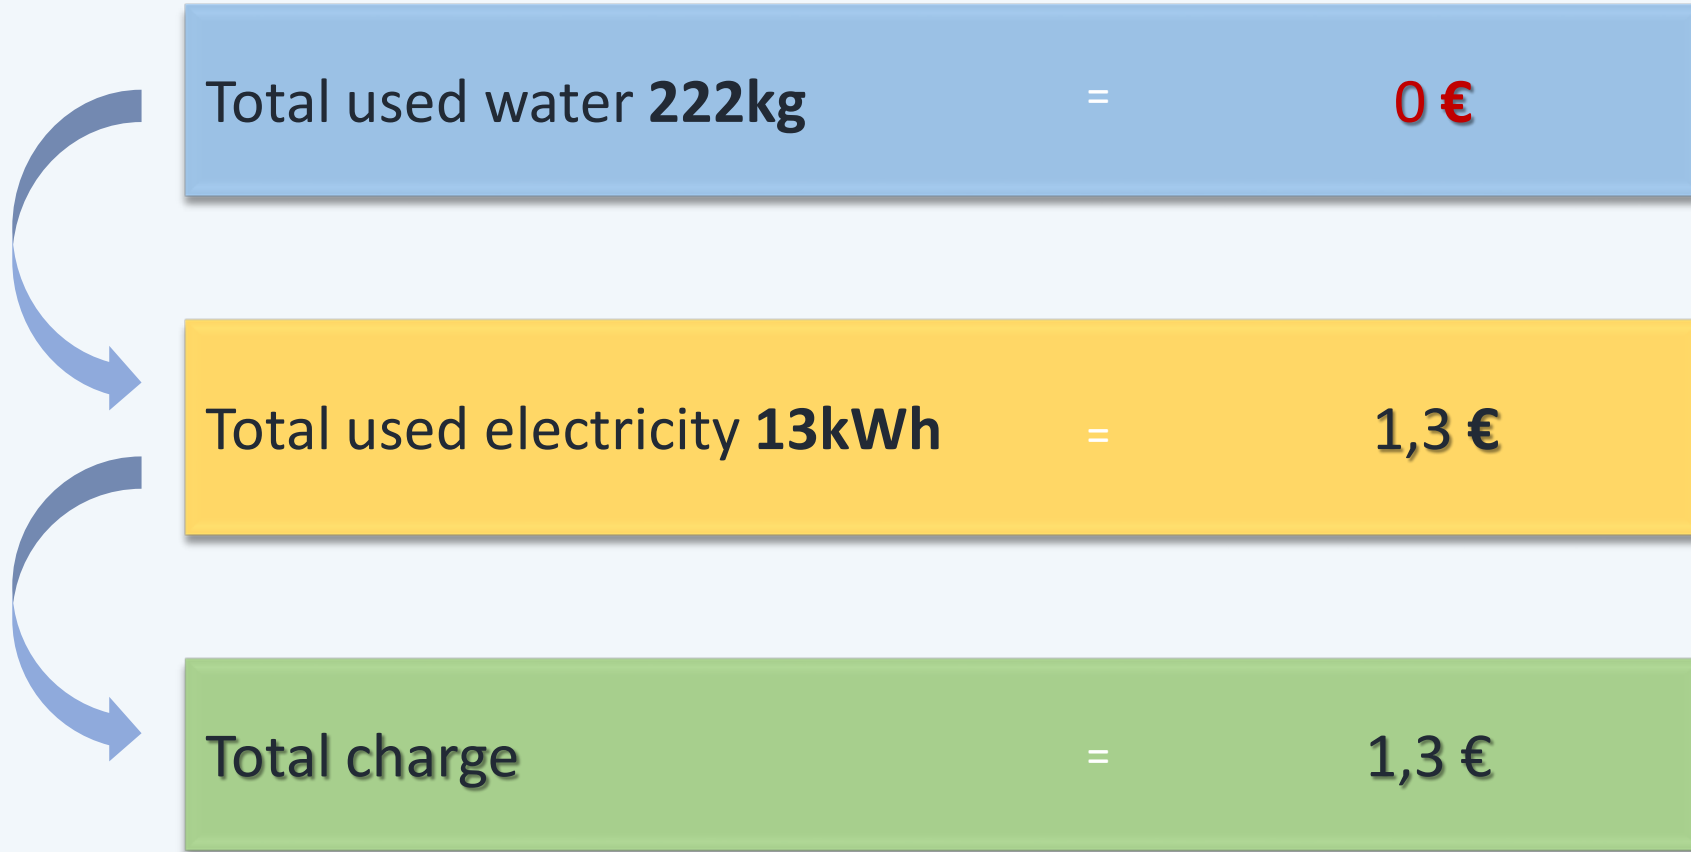 Total used water 222kg = 0 €
Total used electricity 13kWh = 1,3 €
Total charge = 1,3 €